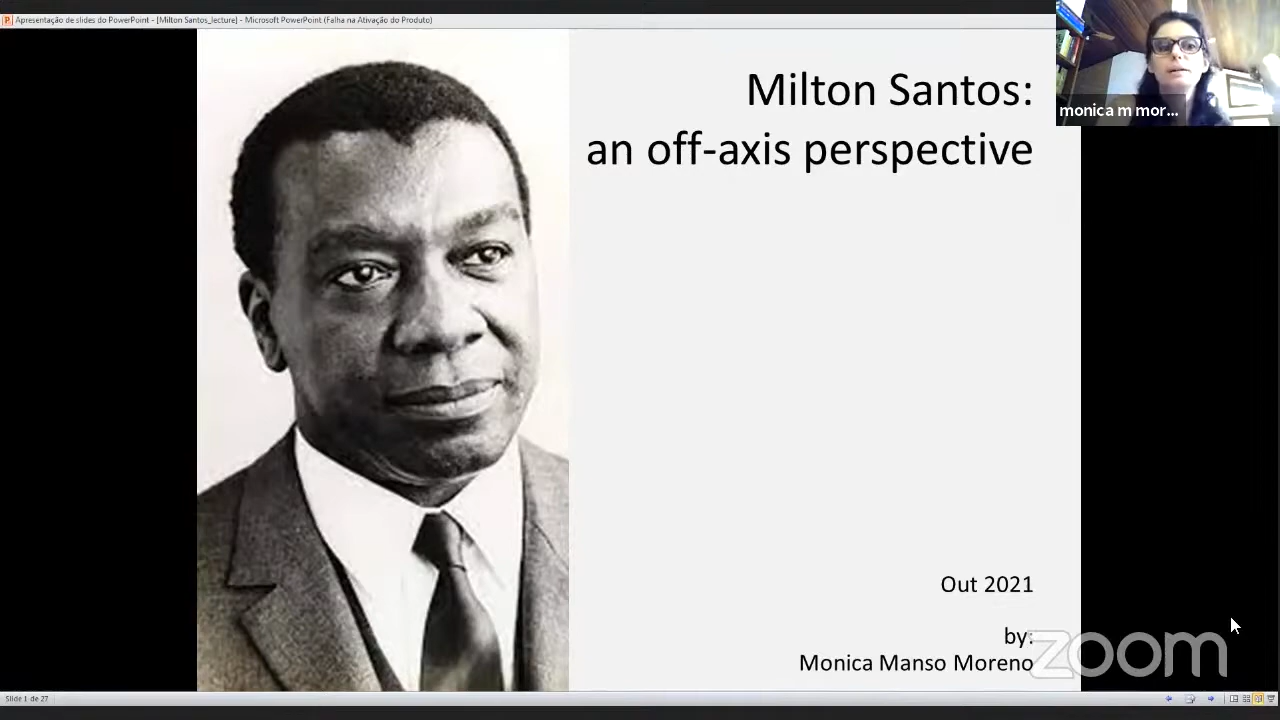 Apresentação de slides do PowerPoint - [Milton Santos_lecture] - Microsoft PowerPoint (Falha na Ativação do Produto)
monica m mor...
Milton Santos:
an off-axis perspective
Out 2021
by:
Monica Manso Moreno
zoom
Slide 1 de 27